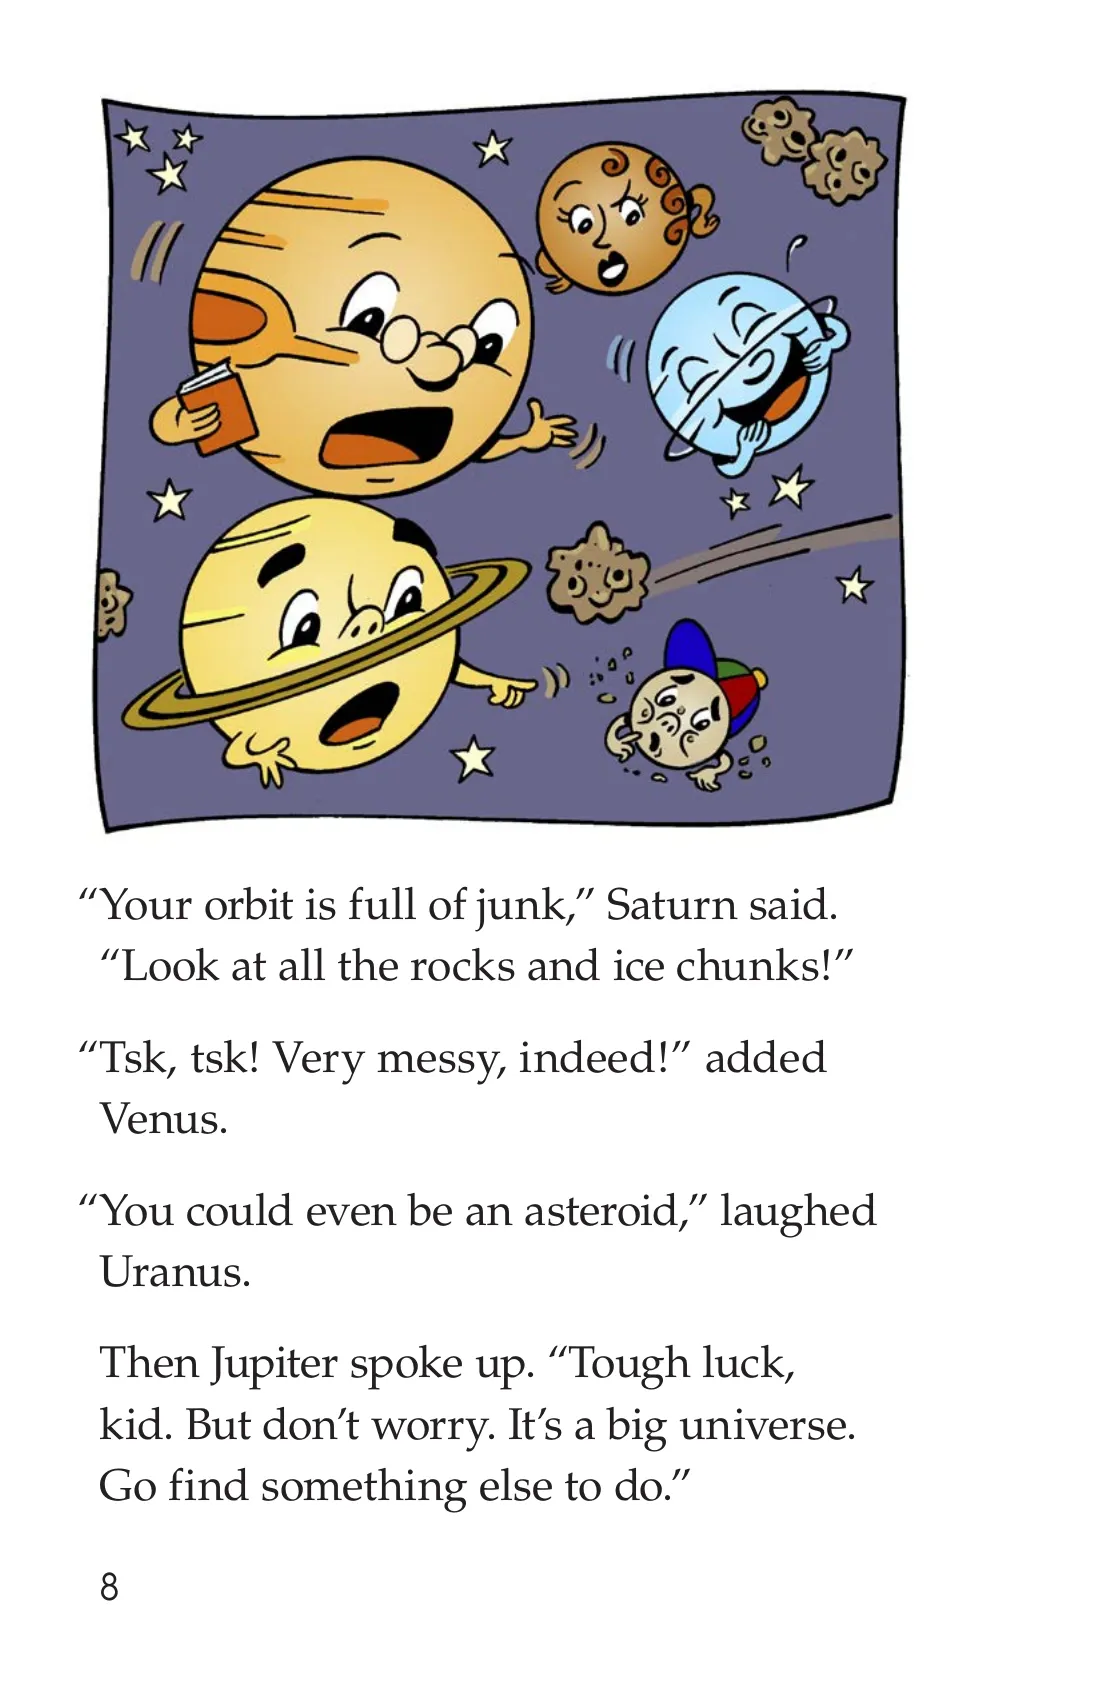 “Your orbit is full of junk,” Saturn said.
“Look at all the rocks and ice chunks!”
“Tsk, tsk! Very messy, indeed!” added
Venus.
“You could even be an asteroid,” laughed
Uranus.
Then Jupiter spoke up. “Tough luck,
kid. But don’t worry. It’s a big universe.
Go find something else to do.”
8